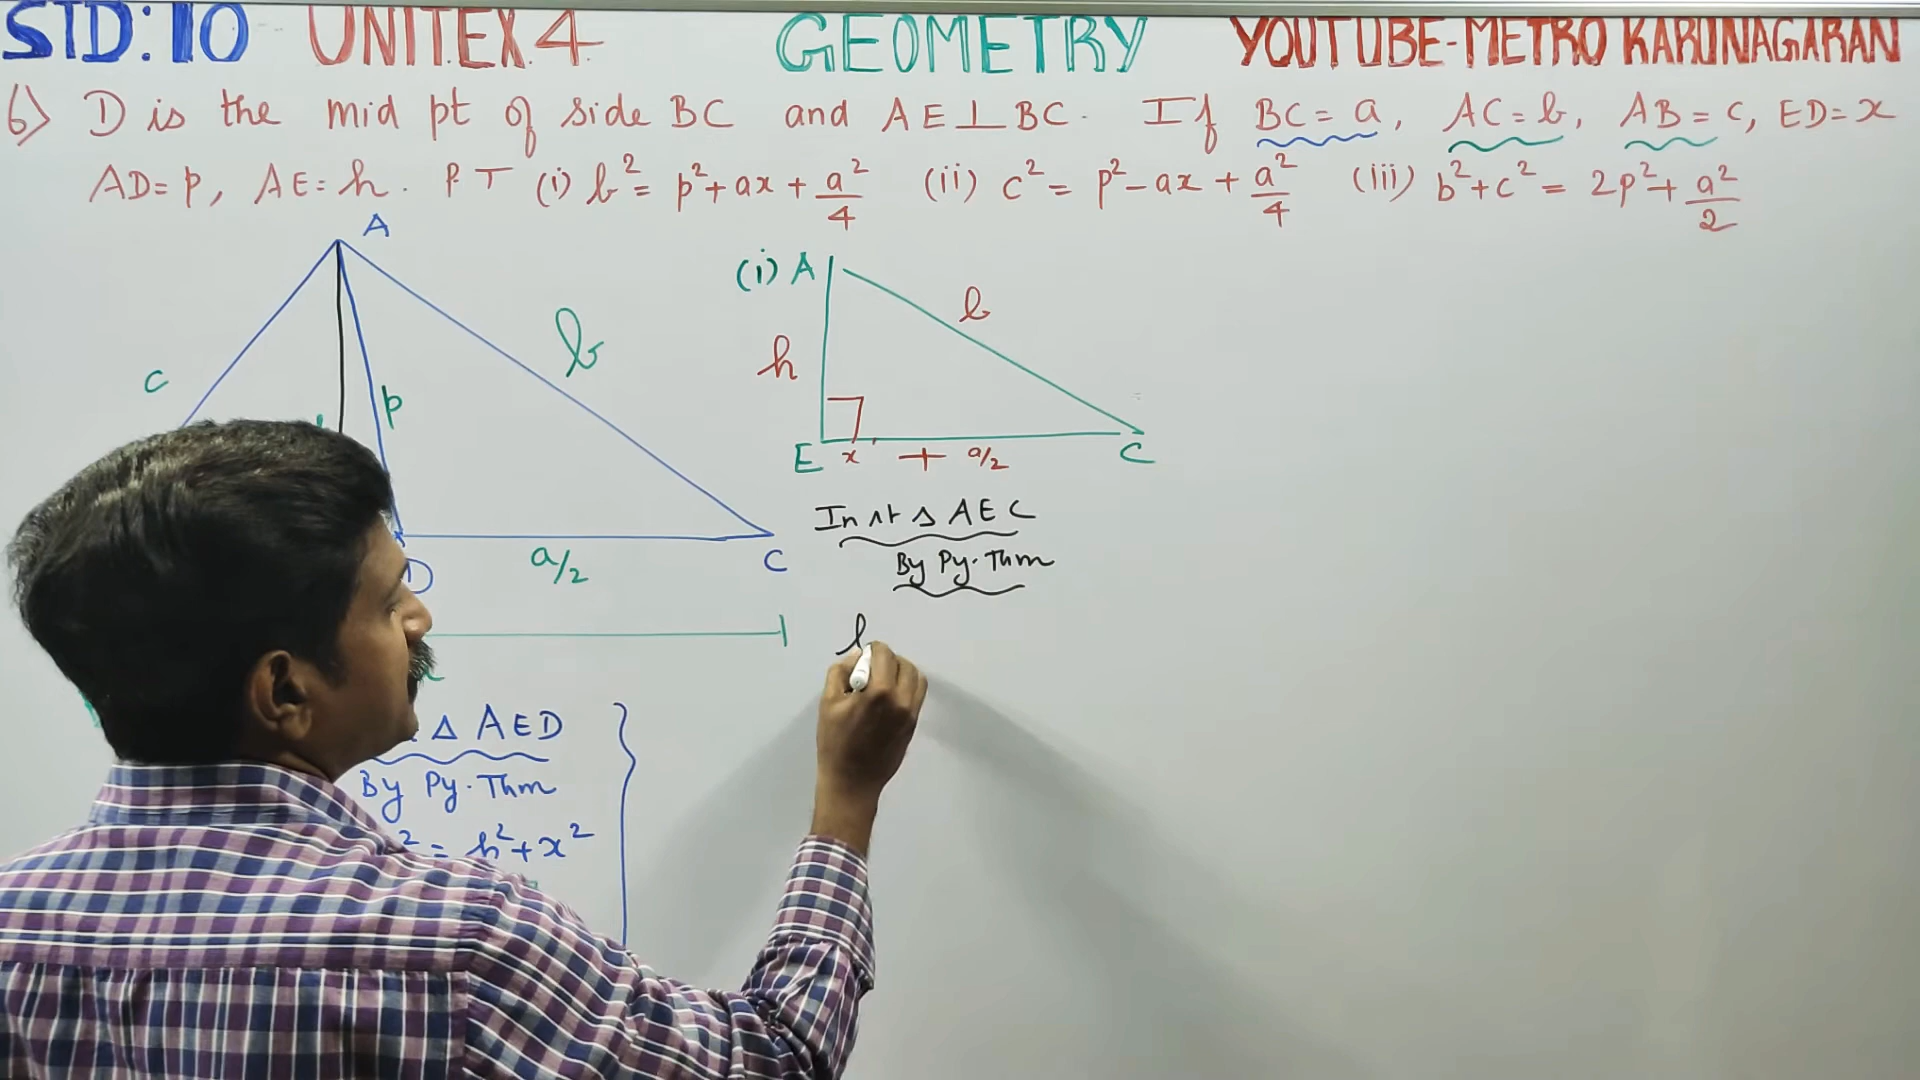 STD: 10 UNIT.EX.4 GEOMETRY YOUTUBE-METRO KARUNAGARAN
6) D is the mid pt of side BC and AE⊥BC. If BC = a, AC = b, AB = c, ED = x
AD = p, AE = h. P T (i) b² = p² + ax + a²/4 (ii) c² = p² - ax + a²/4 (iii) b² + c² = 2p² + a²/2
A
c
p
b
D
a/2
C
(i) A
h
b
E x + a/2 C
In rt Δ AEC
By Py. Thm
b
Δ AED
By Py. Thm
² = h² + x²